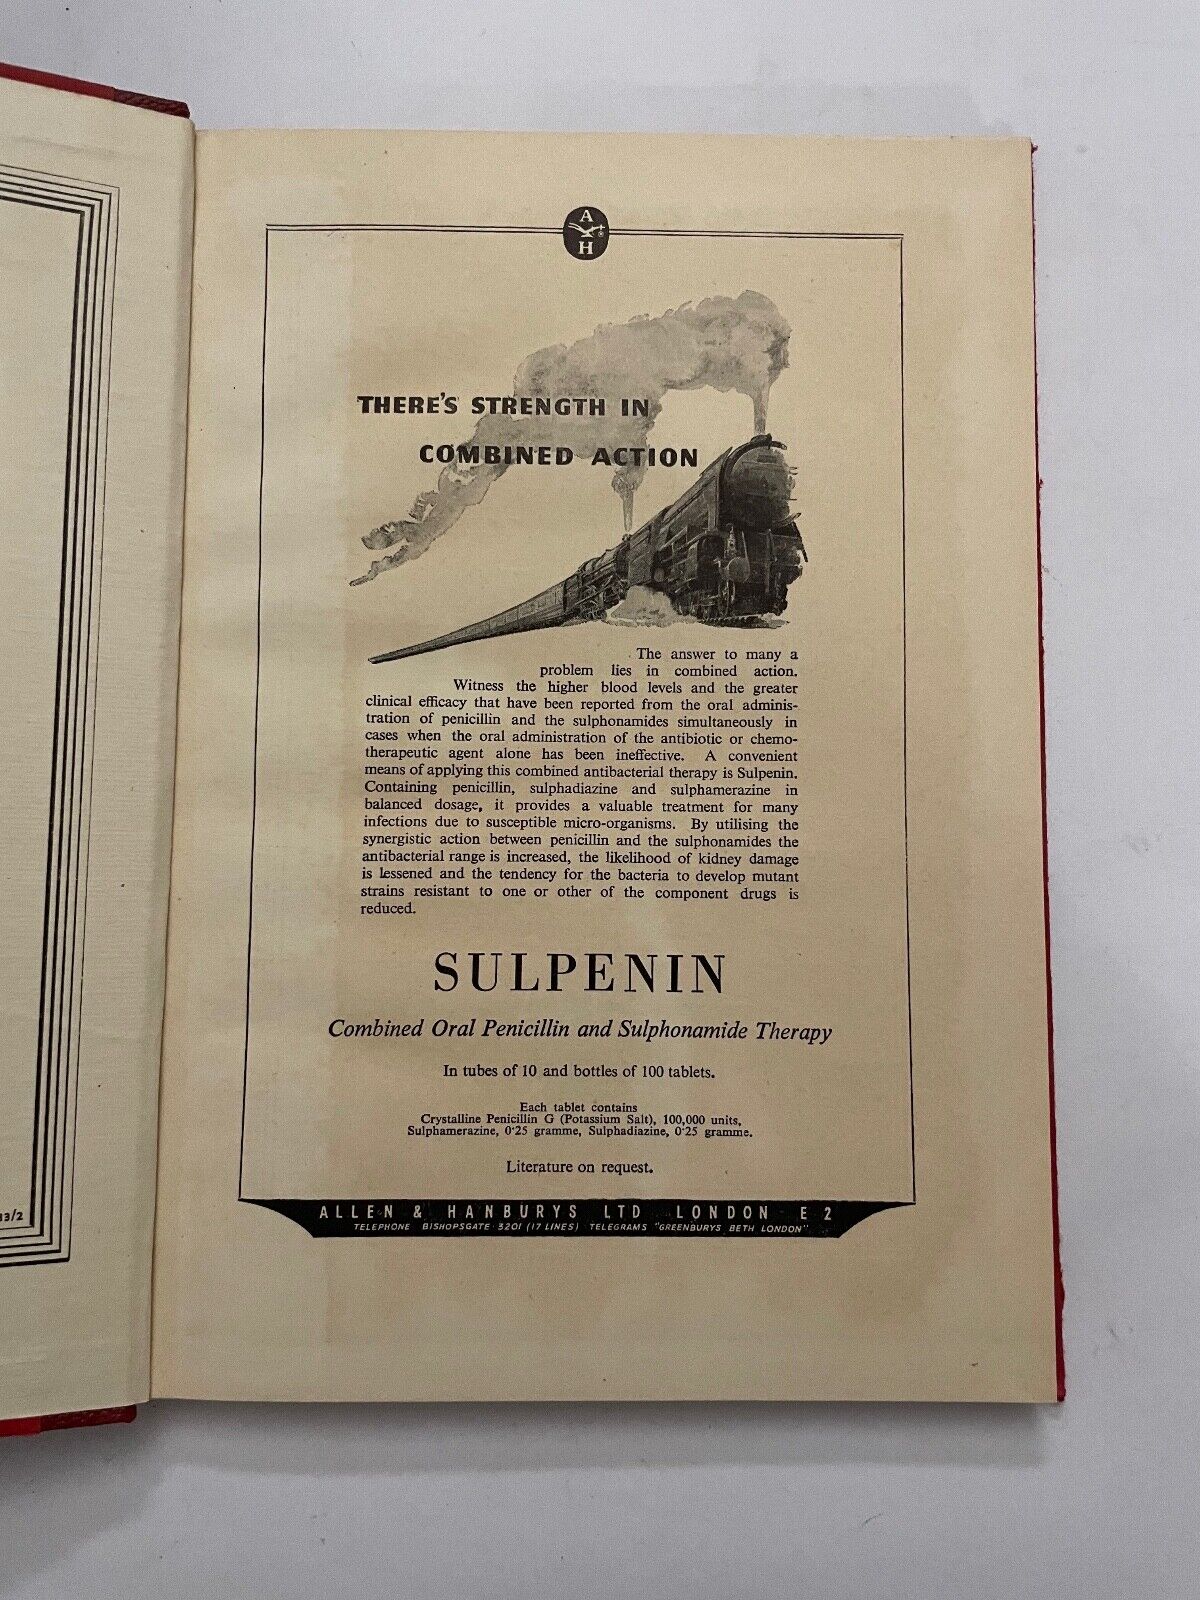 A
H
THERE'S STRENGTH IN
COMBINED ACTION
The answer to many a
problem lies in combined action.
Witness the higher blood levels and the greater
clinical efficacy that have been reported from the oral adminis-
tration of penicillin and the sulphonamides simultaneously in
cases when the oral administration of the antibiotic or chemo-
therapeutic agent alone has been ineffective. A convenient
means of applying this combined antibacterial therapy is Sulpenin.
Containing penicillin, sulphadiazine and sulphamerazine in
balanced dosage, it provides a valuable treatment for many
infections due to susceptible micro-organisms. By utilising the
synergistic action between penicillin and the sulphonamides the
antibacterial range is increased, the likelihood of kidney damage
is lessened and the tendency for the bacteria to develop mutant
strains resistant to one or other of the component drugs is
reduced.
SULPENIN
Combined Oral Penicillin and Sulphonamide Therapy
In tubes of 10 and bottles of 100 tablets.
Each tablet contains
Crystalline Penicillin G (Potassium Salt), 100,000 units,
Sulphamerazine, 0·25 gramme, Sulphadiazine, 0·25 gramme.
Literature on request.
ALLEN & HANBURYS LTD LONDON E 2
TELEPHONE BISHOPSGATE 3201 (17 LINES) TELEGRAMS "GREENBURYS BETH LONDON"